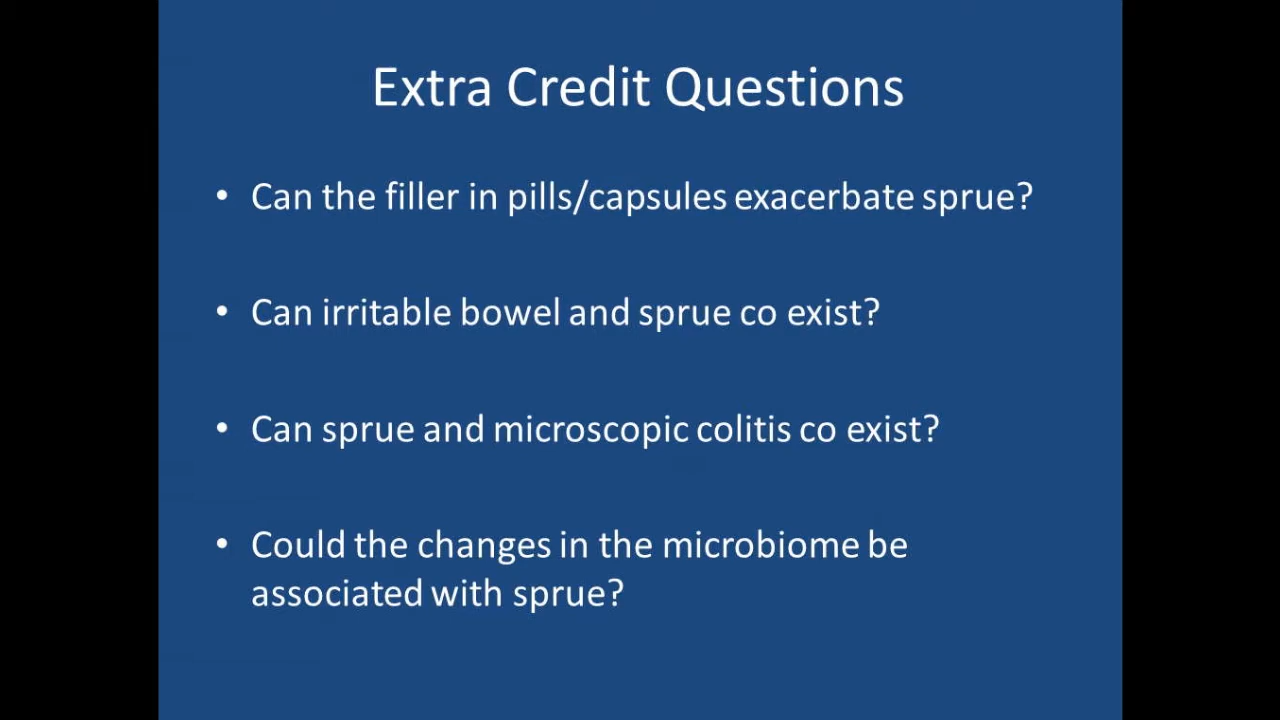 Extra Credit Questions
• Can the filler in pills/capsules exacerbate sprue?
• Can irritable bowel and sprue co exist?
• Can sprue and microscopic colitis co exist?
• Could the changes in the microbiome be
associated with sprue?